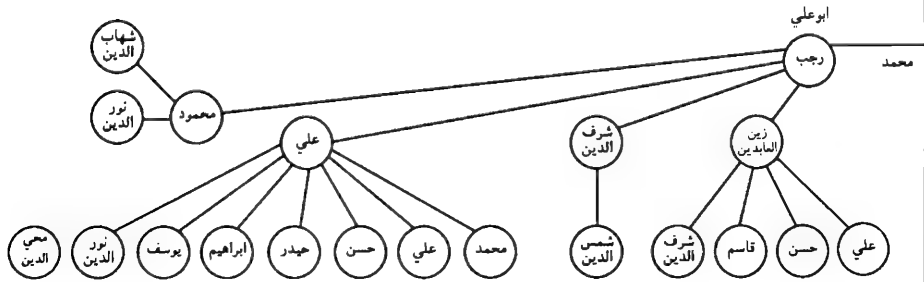 ابوعلي
محمد
رجب
شهاب
الدين
نور
الدين
محمود
علي
شرف
الدين
زين
العابدين
علي
حسن
قاسم
شرف
الدين
شمس
الدين
محمد
علي
حسن
حيدر
ابراهيم
يوسف
نور
الدين
محي
الدين